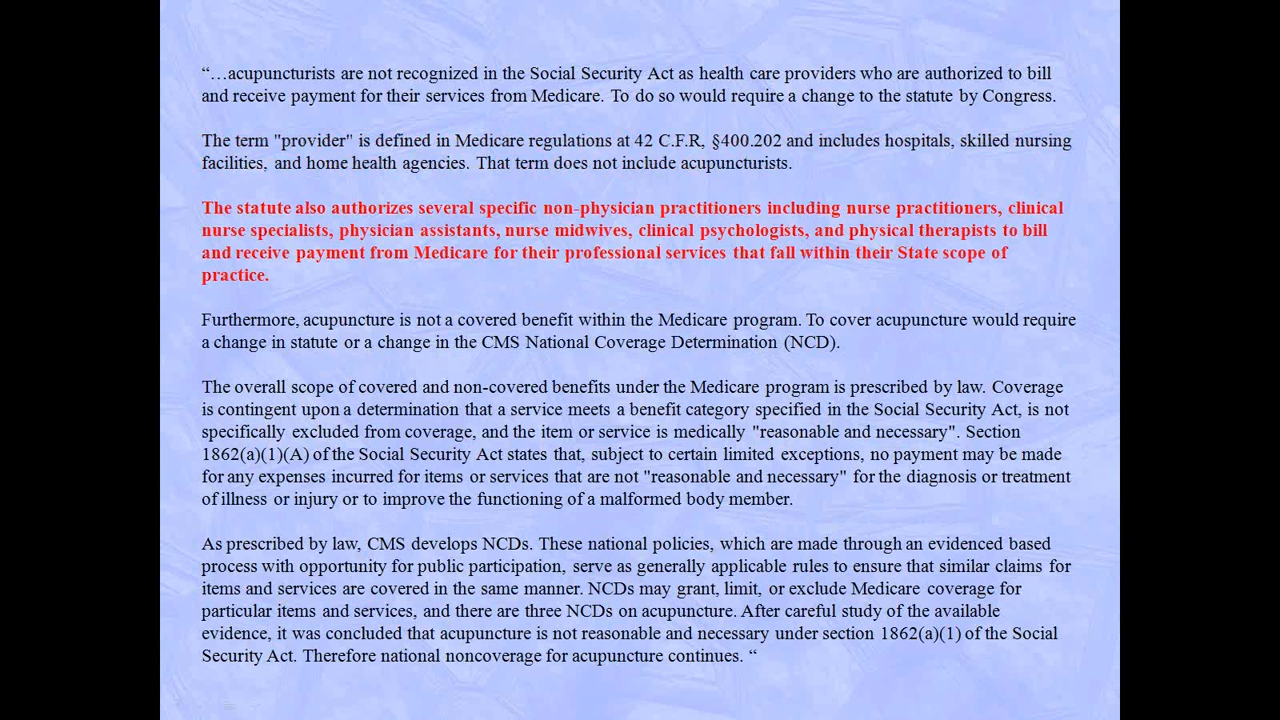 “…acupuncturists are not recognized in the Social Security Act as health care providers who are authorized to bill
and receive payment for their services from Medicare. To do so would require a change to the statute by Congress.
The term "provider" is defined in Medicare regulations at 42 C.F.R, §400.202 and includes hospitals, skilled nursing
facilities, and home health agencies. That term does not include acupuncturists.
The statute also authorizes several specific non-physician practitioners including nurse practitioners, clinical
nurse specialists, physician assistants, nurse midwives, clinical psychologists, and physical therapists to bill
and receive payment from Medicare for their professional services that fall within their State scope of
practice.
Furthermore, acupuncture is not a covered benefit within the Medicare program. To cover acupuncture would require
a change in statute or a change in the CMS National Coverage Determination (NCD).
The overall scope of covered and non-covered benefits under the Medicare program is prescribed by law. Coverage
is contingent upon a determination that a service meets a benefit category specified in the Social Security Act, is not
specifically excluded from coverage, and the item or service is medically "reasonable and necessary". Section
1862(a)(1)(A) of the Social Security Act states that, subject to certain limited exceptions, no payment may be made
for any expenses incurred for items or services that are not "reasonable and necessary" for the diagnosis or treatment
of illness or injury or to improve the functioning of a malformed body member.
As prescribed by law, CMS develops NCDs. These national policies, which are made through an evidenced based
process with opportunity for public participation, serve as generally applicable rules to ensure that similar claims for
items and services are covered in the same manner. NCDs may grant, limit, or exclude Medicare coverage for
particular items and services, and there are three NCDs on acupuncture. After careful study of the available
evidence, it was concluded that acupuncture is not reasonable and necessary under section 1862(a)(1) of the Social
Security Act. Therefore national noncoverage for acupuncture continues. “